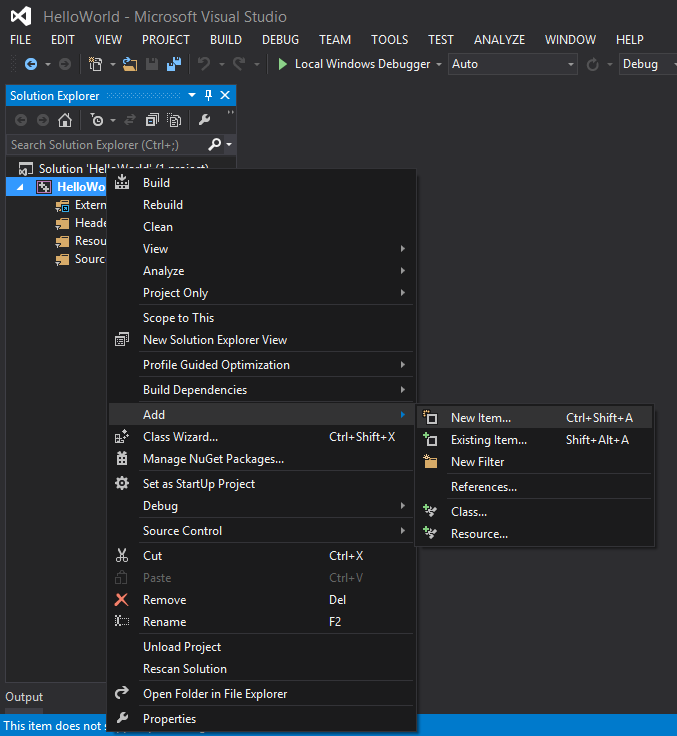 HelloWorld - Microsoft Visual Studio
FILE EDIT VIEW PROJECT BUILD DEBUG TEAM TOOLS TEST ANALYZE WINDOW HELP
Local Windows Debugger Auto Debug
Solution Explorer
Search Solution Explorer (Ctrl+;)
Solution 'HelloWorld' (1 project)
HelloWo
Extern
Heade
Resou
Sourc
Build
Rebuild
Clean
View
Analyze
Project Only
Scope to This
New Solution Explorer View
Profile Guided Optimization
Build Dependencies
Add
Class Wizard... Ctrl+Shift+X
Manage NuGet Packages...
Set as StartUp Project
Debug
Source Control
Cut Ctrl+X
Paste Ctrl+V
Remove Del
Rename F2
Unload Project
Rescan Solution
Open Folder in File Explorer
Properties
New Item... Ctrl+Shift+A
Existing Item... Shift+Alt+A
New Filter
References...
Class...
Resource...
Output
This item does not